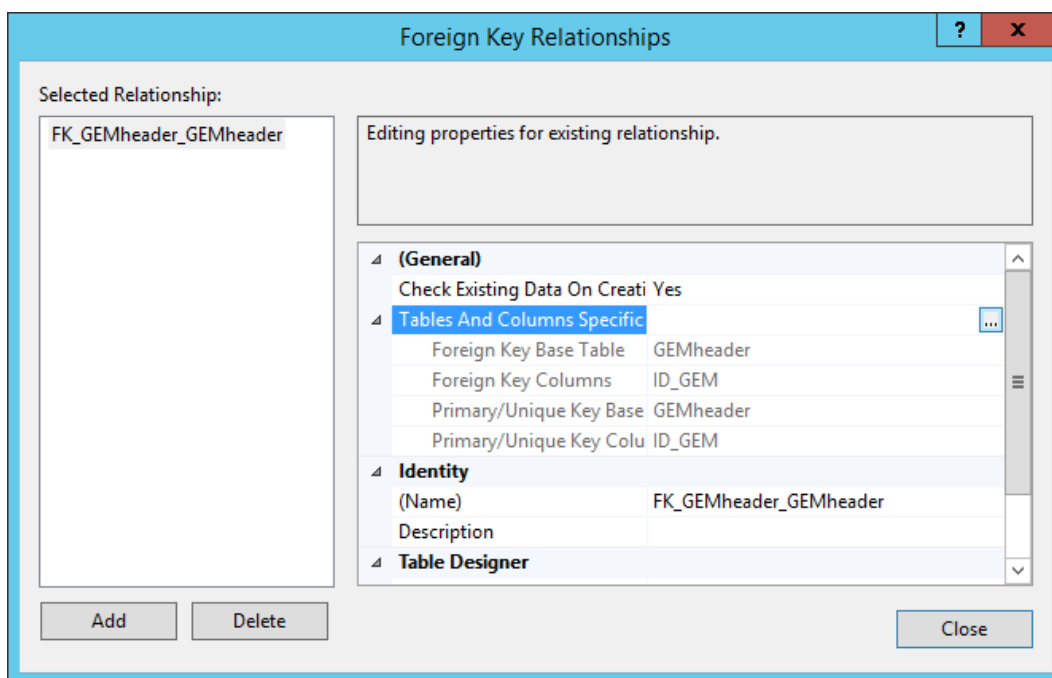 Foreign Key Relationships
?
x
Selected Relationship:
FK_GEMheader_GEMheader
Editing properties for existing relationship.
(General)
Check Existing Data On Creati Yes
Tables And Columns Specific ...
Foreign Key Base Table GEMheader
Foreign Key Columns ID_GEM
Primary/Unique Key Base GEMheader
Primary/Unique Key Colu ID_GEM
Identity
(Name) FK_GEMheader_GEMheader
Description
Table Designer
Add Delete
Close